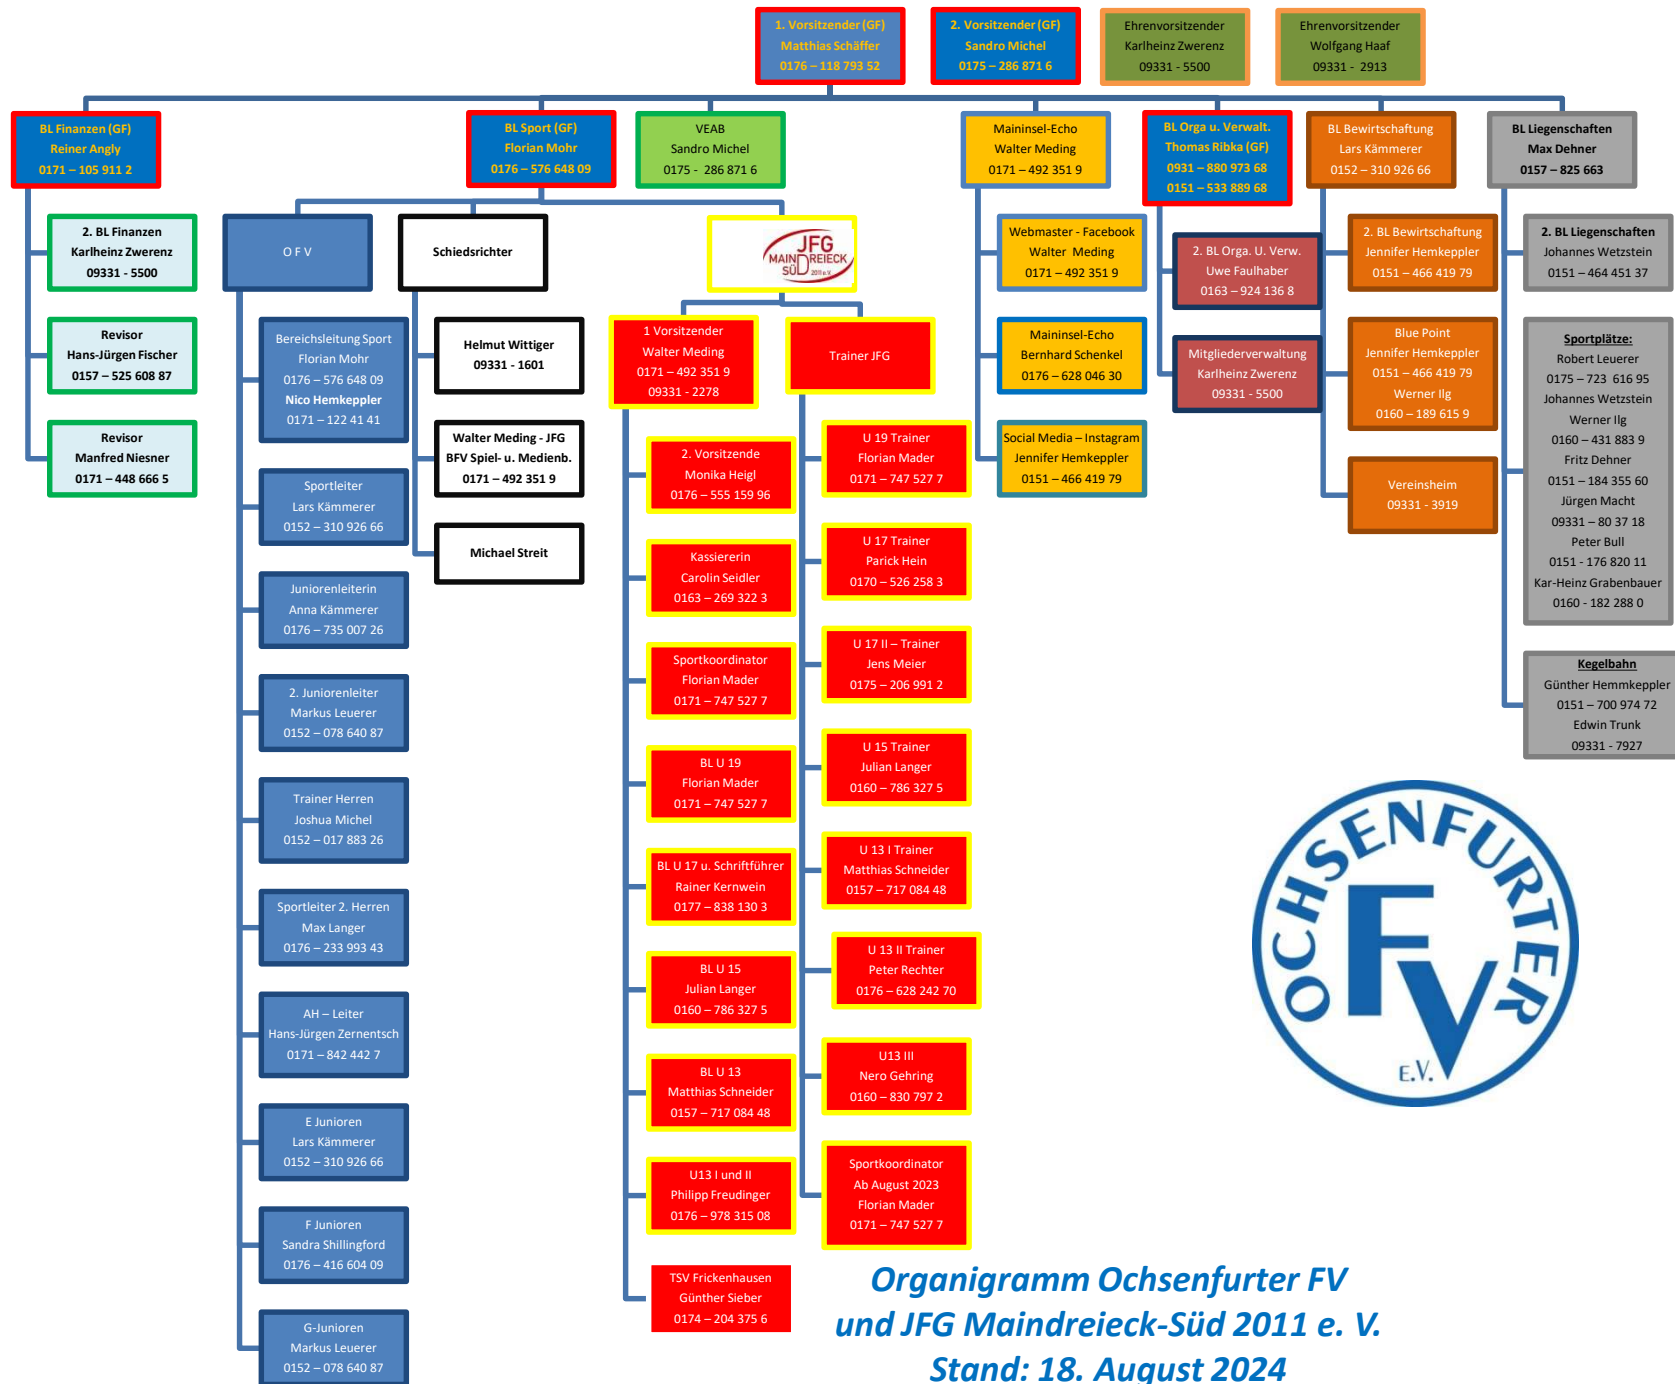 1. Vorsitzender (GF)
Matthias Schäffer
0176 – 118 793 52
2. Vorsitzender (GF)
Sandro Michel
0175 – 286 871 6
Ehrenvorsitzender
Karlheinz Zwerenz
09331 - 5500
Ehrenvorsitzender
Wolfgang Haaf
09331 - 2913
BL Finanzen (GF)
Reiner Angly
0171 – 105 911 2
BL Sport (GF)
Florian Mohr
0176 – 576 648 09
VEAB
Sandro Michel
0175 - 286 871 6
Maininsel-Echo
Walter Meding
0171 – 492 351 9
BL Orga u. Verwalt.
Thomas Ribka (GF)
0931 – 880 973 68
0151 – 533 889 68
BL Bewirtschaftung
Lars Kämmerer
0152 – 310 926 66
BL Liegenschaften
Max Dehner
0157 – 825 663
2. BL Finanzen
Karlheinz Zwerenz
09331 - 5500
Revisor
Hans-Jürgen Fischer
0157 – 525 608 87
Revisor
Manfred Niesner
0171 – 448 666 5
O F V
Bereichsleitung Sport
Florian Mohr
0176 – 576 648 09
Nico Hemkeppler
0171 – 122 41 41
Sportleiter
Lars Kämmerer
0152 – 310 926 66
Juniorenleiterin
Anna Kämmerer
0176 – 735 007 26
2. Juniorenleiter
Markus Leuerer
0152 – 078 640 87
Trainer Herren
Joshua Michel
0152 – 017 883 26
Sportleiter 2. Herren
Max Langer
0176 – 233 993 43
AH – Leiter
Hans-Jürgen Zernentsch
0171 – 842 442 7
E Junioren
Lars Kämmerer
0152 – 310 926 66
F Junioren
Sandra Shillingford
0176 – 416 604 09
G-Junioren
Markus Leuerer
0152 – 078 640 87
Schiedsrichter
Helmut Wittiger
09331 - 1601
Walter Meding - JFG
BFV Spiel- u. Medienb.
0171 – 492 351 9
Michael Streit
JFG
MAINDREIECK
SÜD 2011 e.V.
1 Vorsitzender
Walter Meding
0171 – 492 351 9
09331 - 2278
2. Vorsitzende
Monika Heigl
0176 – 555 159 96
Kassiererin
Carolin Seidler
0163 – 269 322 3
Sportkoordinator
Florian Mader
0171 – 747 527 7
BL U 19
Florian Mader
0171 – 747 527 7
BL U 17 u. Schriftführer
Rainer Kernwein
0177 – 838 130 3
BL U 15
Julian Langer
0160 – 786 327 5
BL U 13
Matthias Schneider
0157 – 717 084 48
U13 I und II
Philipp Freudinger
0176 – 978 315 08
TSV Frickenhausen
Günther Sieber
0174 – 204 375 6
Trainer JFG
U 19 Trainer
Florian Mader
0171 – 747 527 7
U 17 Trainer
Parick Hein
0170 – 526 258 3
U 17 II – Trainer
Jens Meier
0175 – 206 991 2
U 15 Trainer
Julian Langer
0160 – 786 327 5
U 13 I Trainer
Matthias Schneider
0157 – 717 084 48
U 13 II Trainer
Peter Rechter
0176 – 628 242 70
U13 III
Nero Gehring
0160 – 830 797 2
Sportkoordinator
Ab August 2023
Florian Mader
0171 – 747 527 7
Webmaster - Facebook
Walter Meding
0171 – 492 351 9
Maininsel-Echo
Bernhard Schenkel
0176 – 628 046 30
Social Media – Instagram
Jennifer Hemkeppler
0151 – 466 419 79
2. BL Orga. U. Verw.
Uwe Faulhaber
0163 – 924 136 8
Mitgliederverwaltung
Karlheinz Zwerenz
09331 - 5500
2. BL Bewirtschaftung
Jennifer Hemkeppler
0151 – 466 419 79
Blue Point
Jennifer Hemkeppler
0151 – 466 419 79
Werner Ilg
0160 – 189 615 9
Vereinsheim
09331 - 3919
2. BL Liegenschaften
Johannes Wetzstein
0151 – 464 451 37
Sportplätze:
Robert Leuerer
0175 – 723 616 95
Johannes Wetzstein
Werner Ilg
0160 – 431 883 9
Fritz Dehner
0151 – 184 355 60
Jürgen Macht
09331 – 80 37 18
Peter Bull
0151 - 176 820 11
Kar-Heinz Grabenbauer
0160 - 182 288 0
Kegelbahn
Günther Hemmkeppler
0151 – 700 974 72
Edwin Trunk
09331 - 7927
OCHSENFURTER
FV
E.V.
Organigramm Ochsenfurter FV
und JFG Maindreieck-Süd 2011 e. V.
Stand: 18. August 2024